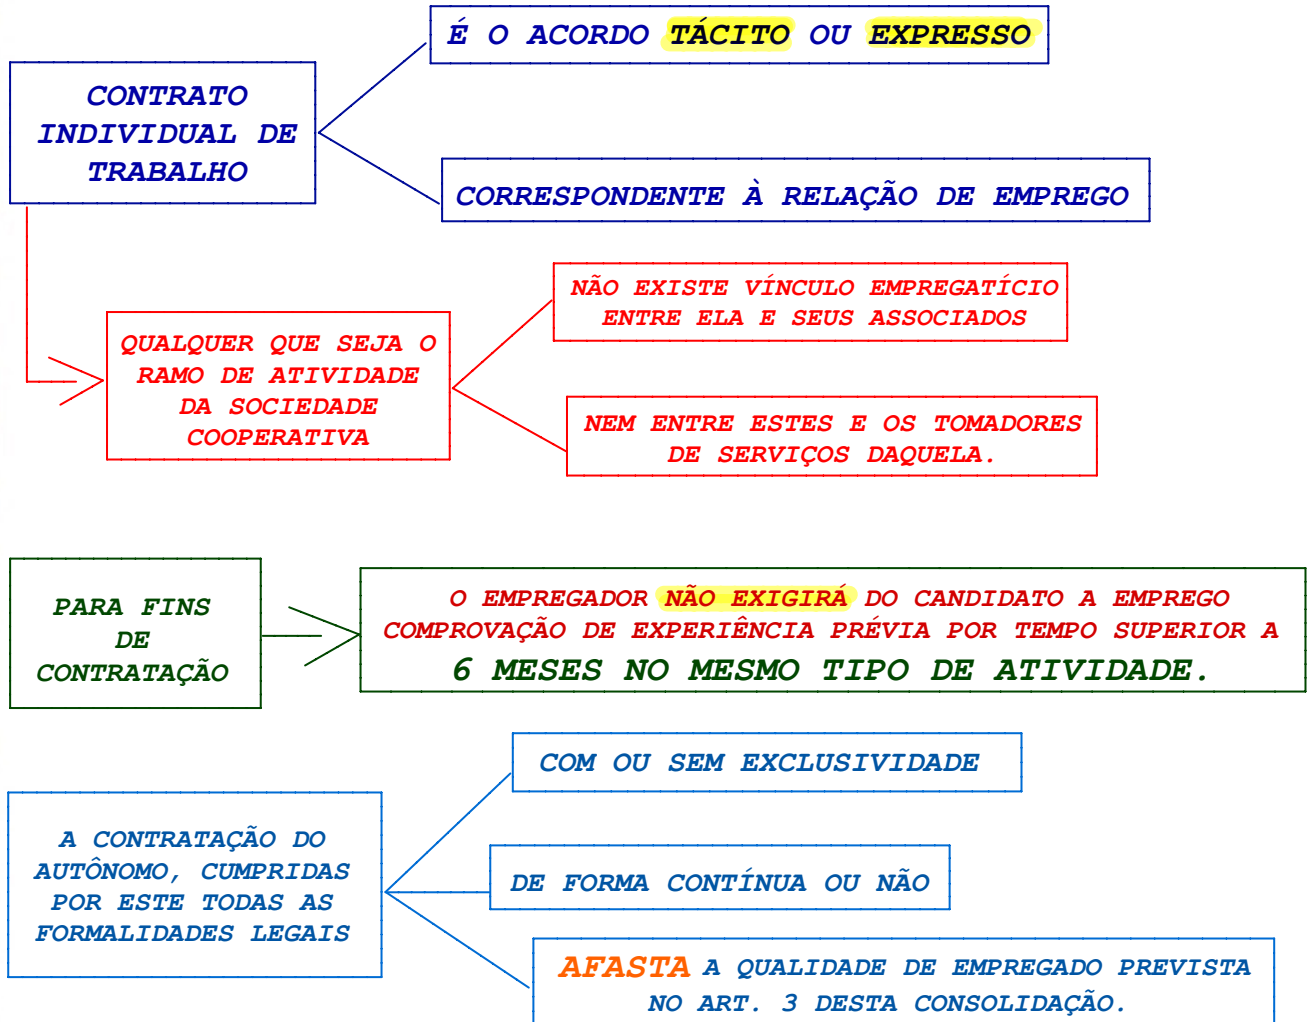 É O ACORDO TÁCITO OU EXPRESSO
CONTRATO
INDIVIDUAL DE
TRABALHO
CORRESPONDENTE À RELAÇÃO DE EMPREGO
QUALQUER QUE SEJA O
RAMO DE ATIVIDADE
DA SOCIEDADE
COOPERATIVA
NÃO EXISTE VÍNCULO EMPREGATÍCIO
ENTRE ELA E SEUS ASSOCIADOS
NEM ENTRE ESTES E OS TOMADORES
DE SERVIÇOS DAQUELA.
PARA FINS
DE
CONTRATAÇÃO
O EMPREGADOR NÃO EXIGIRÁ DO CANDIDATO A EMPREGO
COMPROVAÇÃO DE EXPERIÊNCIA PRÉVIA POR TEMPO SUPERIOR A
6 MESES NO MESMO TIPO DE ATIVIDADE.
A CONTRATAÇÃO DO
AUTÔNOMO, CUMPRIDAS
POR ESTE TODAS AS
FORMALIDADES LEGAIS
COM OU SEM EXCLUSIVIDADE
DE FORMA CONTÍNUA OU NÃO
AFASTA A QUALIDADE DE EMPREGADO PREVISTA
NO ART. 3 DESTA CONSOLIDAÇÃO.